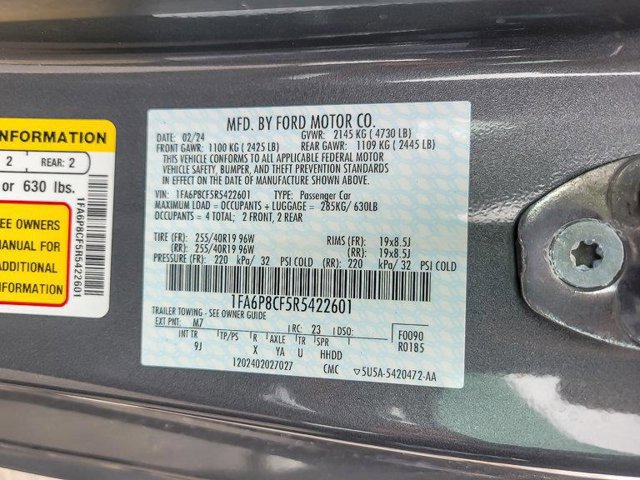 INFORMATION
2 REAR: 2
or 630 lbs.
SEE OWNERS
MANUAL FOR
ADDITIONAL
INFORMATION
1FA6P8CF5R5422601
MFD. BY FORD MOTOR CO.
02/24 GVWR: 2145 KG ( 4730 LB)
FRONT GAWR: 1100 KG ( 2425 LB) REAR GAWR: 1109 KG ( 2445 LB)
THIS VEHICLE CONFORMS TO ALL APPLICABLE FEDERAL MOTOR
VEHICLE SAFETY, BUMPER, AND THEFT PREVENTION STANDARDS
IN EFFECT ON THE DATE OF MANUFACTURE SHOWN ABOVE.
VIN: 1FA6P8CF5R5422601 TYPE: Passenger Car
MAXIMUM LOAD = OCCUPANTS + LUGGAGE = 285KG/ 630LB
OCCUPANTS = 4 TOTAL; 2 FRONT, 2 REAR
TIRE (FR): 255/40R19 96W RIMS (FR): 19x8.5J
TIRE (RR): 255/40R19 96W RIMS (RR): 19x8.5J
PRESSURE (FR): 220 kPa/ 32 PSI COLD (RR): 220 kPa/ 32 PSI COLD
1FA6P8CF5R5422601
TRAILER TOWING - SEE OWNER GUIDE
EXT PNT: M7 RC: 23 DSO: F0090
INT TR TP/PS R AXLE TR SPR R0185
9J X YA U HHDD
1202402027027 CMC 5U5A-5420472-AA